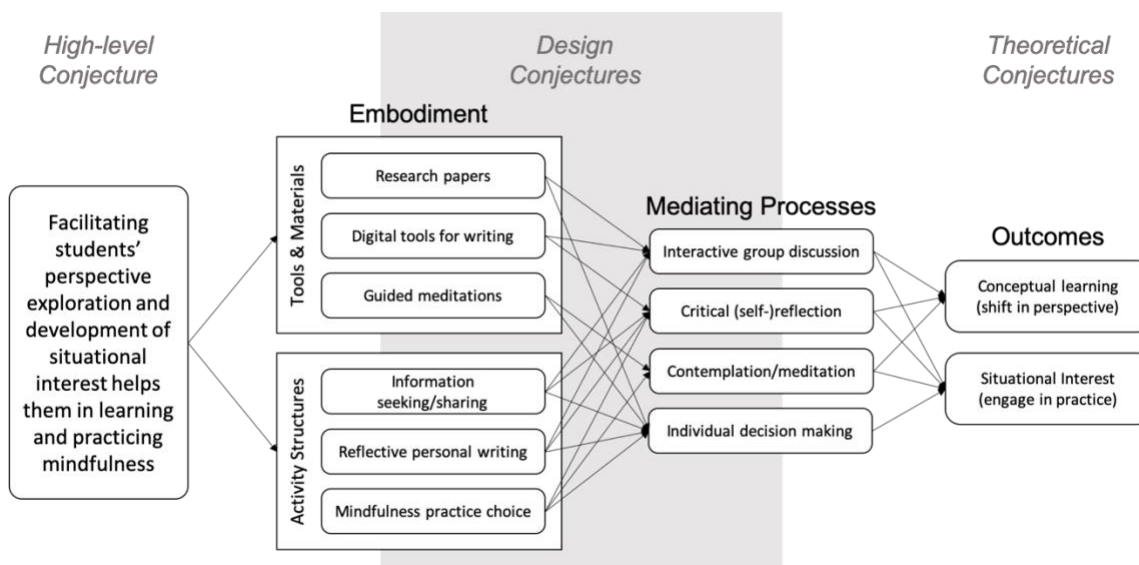 High-level
Conjecture
Design
Conjectures
Theoretical
Conjectures
Embodiment
Facilitating
students’
perspective
exploration and
development of
situational
interest helps
them in learning
and practicing
mindfulness
Tools & Materials
Research papers
Digital tools for writing
Guided meditations
Activity Structures
Information
seeking/sharing
Reflective personal writing
Mindfulness practice choice
Mediating Processes
Interactive group discussion
Critical (self-)reflection
Contemplation/meditation
Individual decision making
Outcomes
Conceptual learning
(shift in perspective)
Situational Interest
(engage in practice)